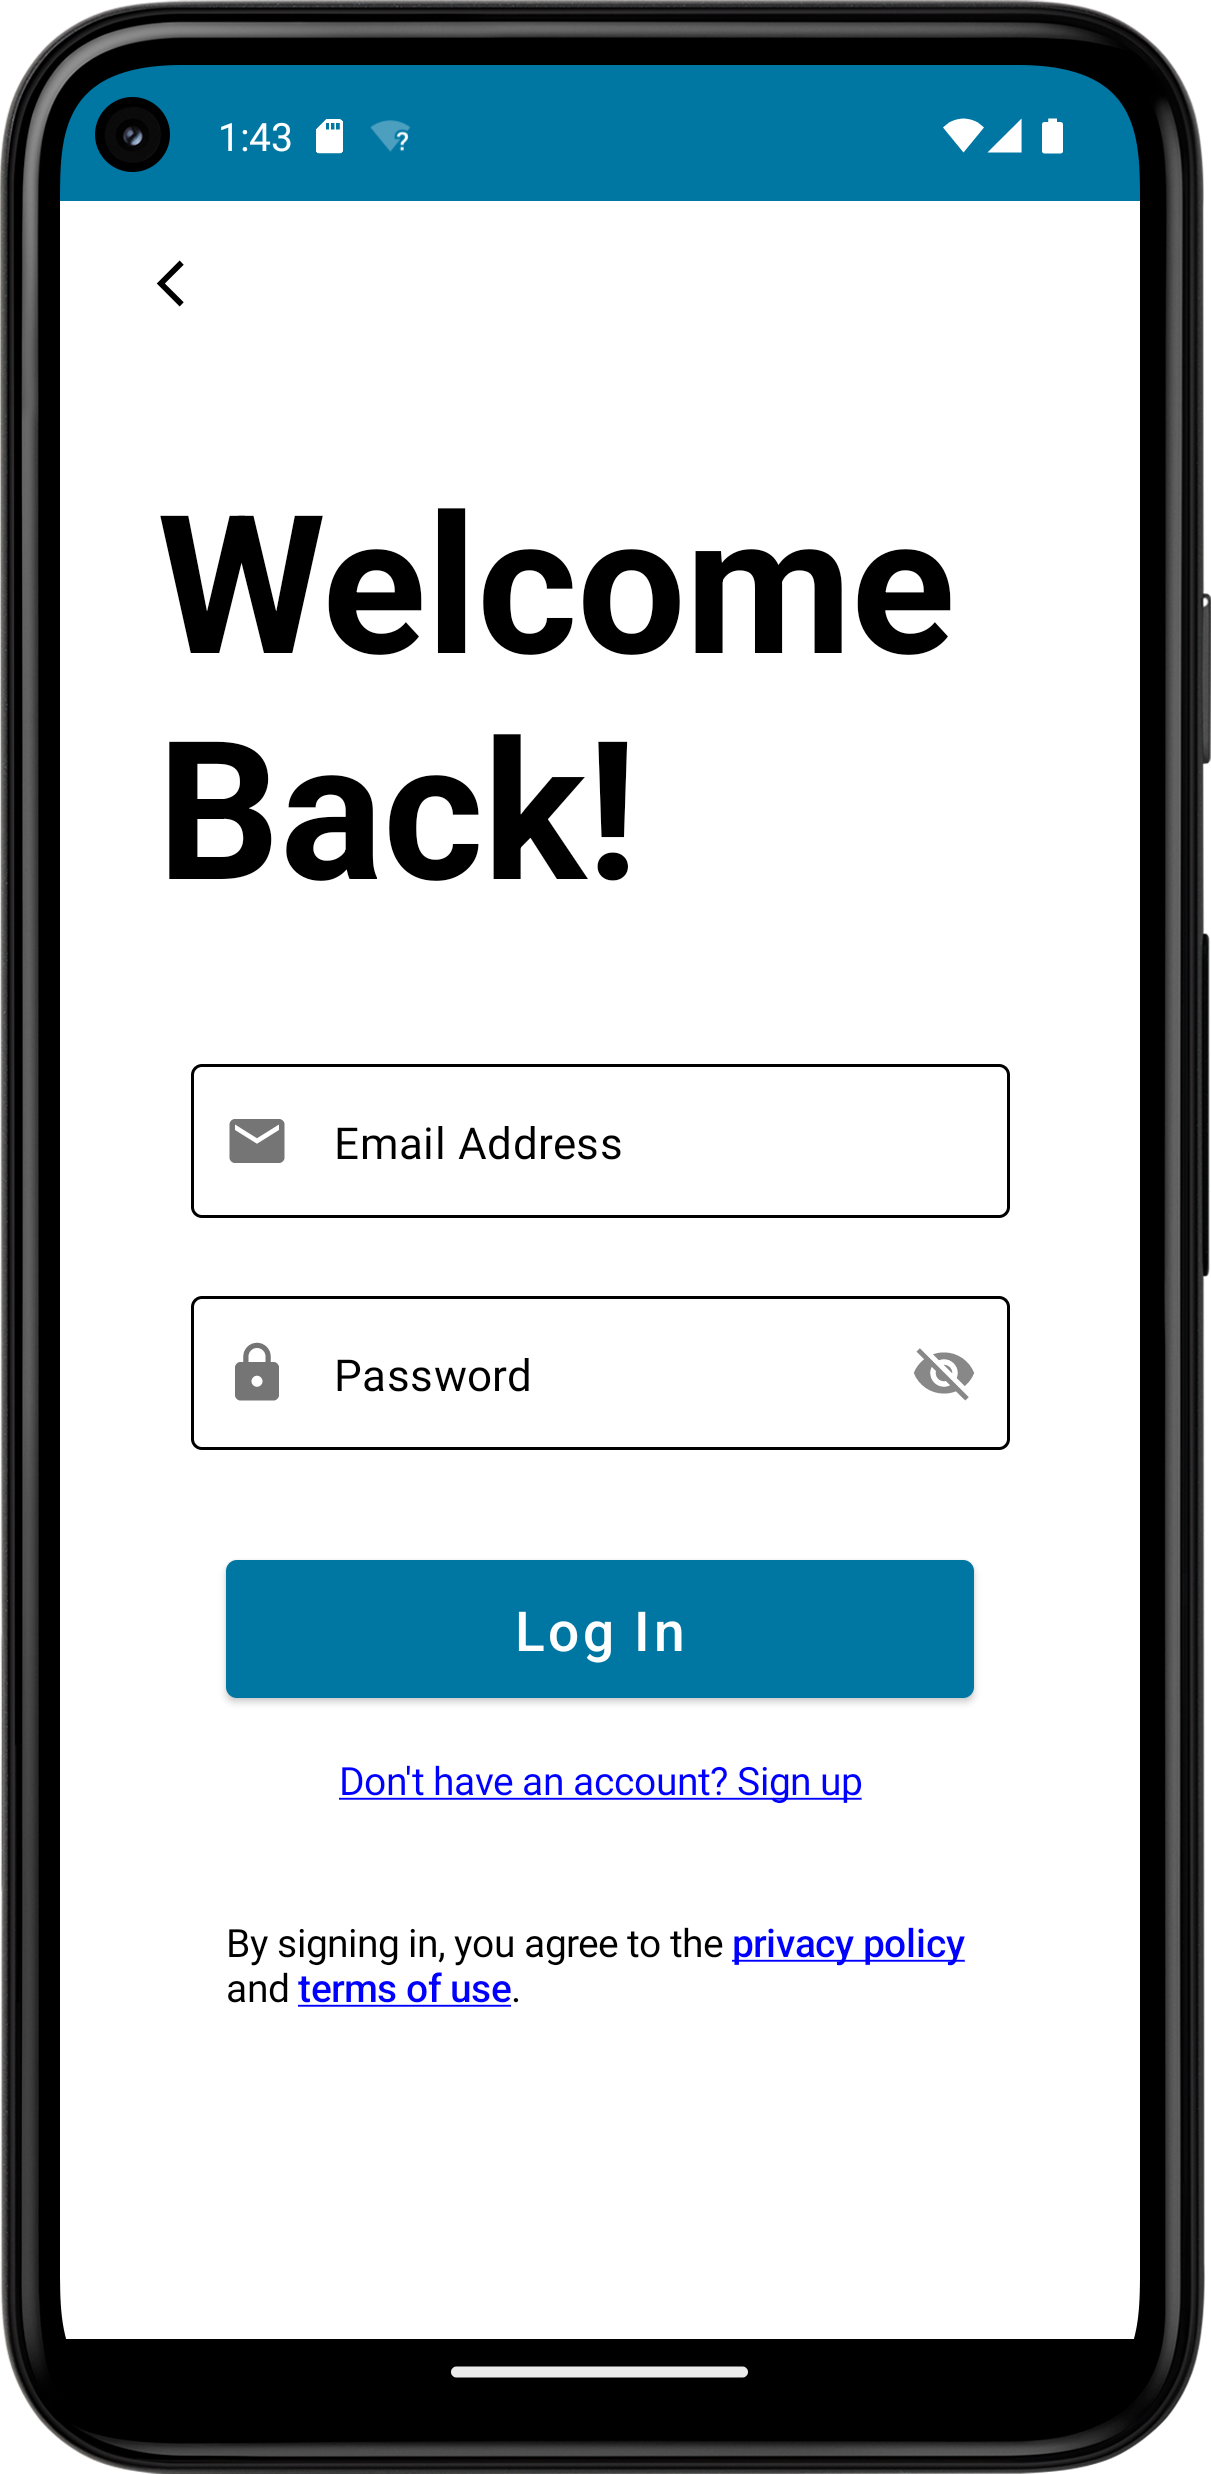 1:43
Welcome
Back!
Email Address
Password
Log In
Don't have an account? Sign up
By signing in, you agree to the privacy policy
and terms of use.